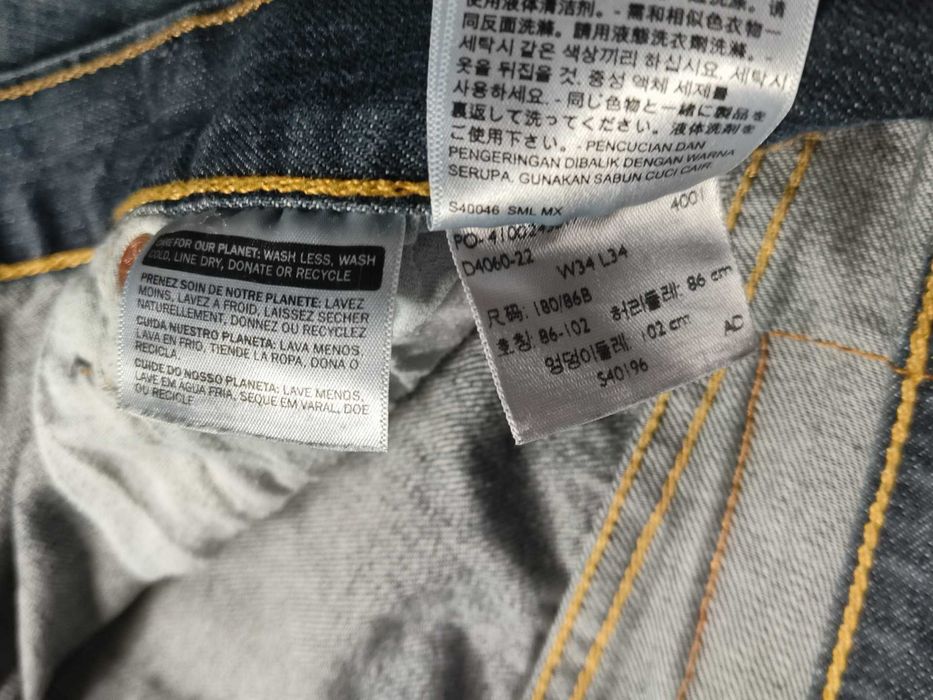 使用液体清洁剂。- 需和相似色衣物一
同反面洗滌。請用液態洗衣劑洗滌。-
세탁시 같은 색상끼리 하십시요. 세탁시
옷을 뒤집을 것. 중성 액체 세제를
사용하세요. - 同じ色物と一緒に製品を
裏返して洗ってください。液体洗剤を
ご使用下さい。- PENCUCIAN DAN
PENGERINGAN DIBALIK DENGAN WARNA
SERUPA. GUNAKAN SABUN CUCI CAIR.
S40046 SML MX 4001
D4060-22
W34 L34
尺码: 180/86B
호칭: 86-102 허리둘레: 86 cm
엉덩이둘레: 02 cm AD
S40196
CARE FOR OUR PLANET: WASH LESS, WASH
COLD, LINE DRY, DONATE OR RECYCLE
PRENEZ SOIN DE NOTRE PLANETE: LAVEZ
MOINS, LAVEZ A FROID, LAISSEZ SECHER
NATURELLEMENT, DONNEZ OU RECYCLEZ
CUIDA NUESTRO PLANETA: LAVA MENOS,
LAVA EN FRIO, TIENDE LA ROPA, DONA O
RECICLA
CUIDE DO NOSSO PLANETA: LAVE MENOS,
LAVE EM AGUA FRIA, SEQUE EM VARAL, DOE
OU RECICLE